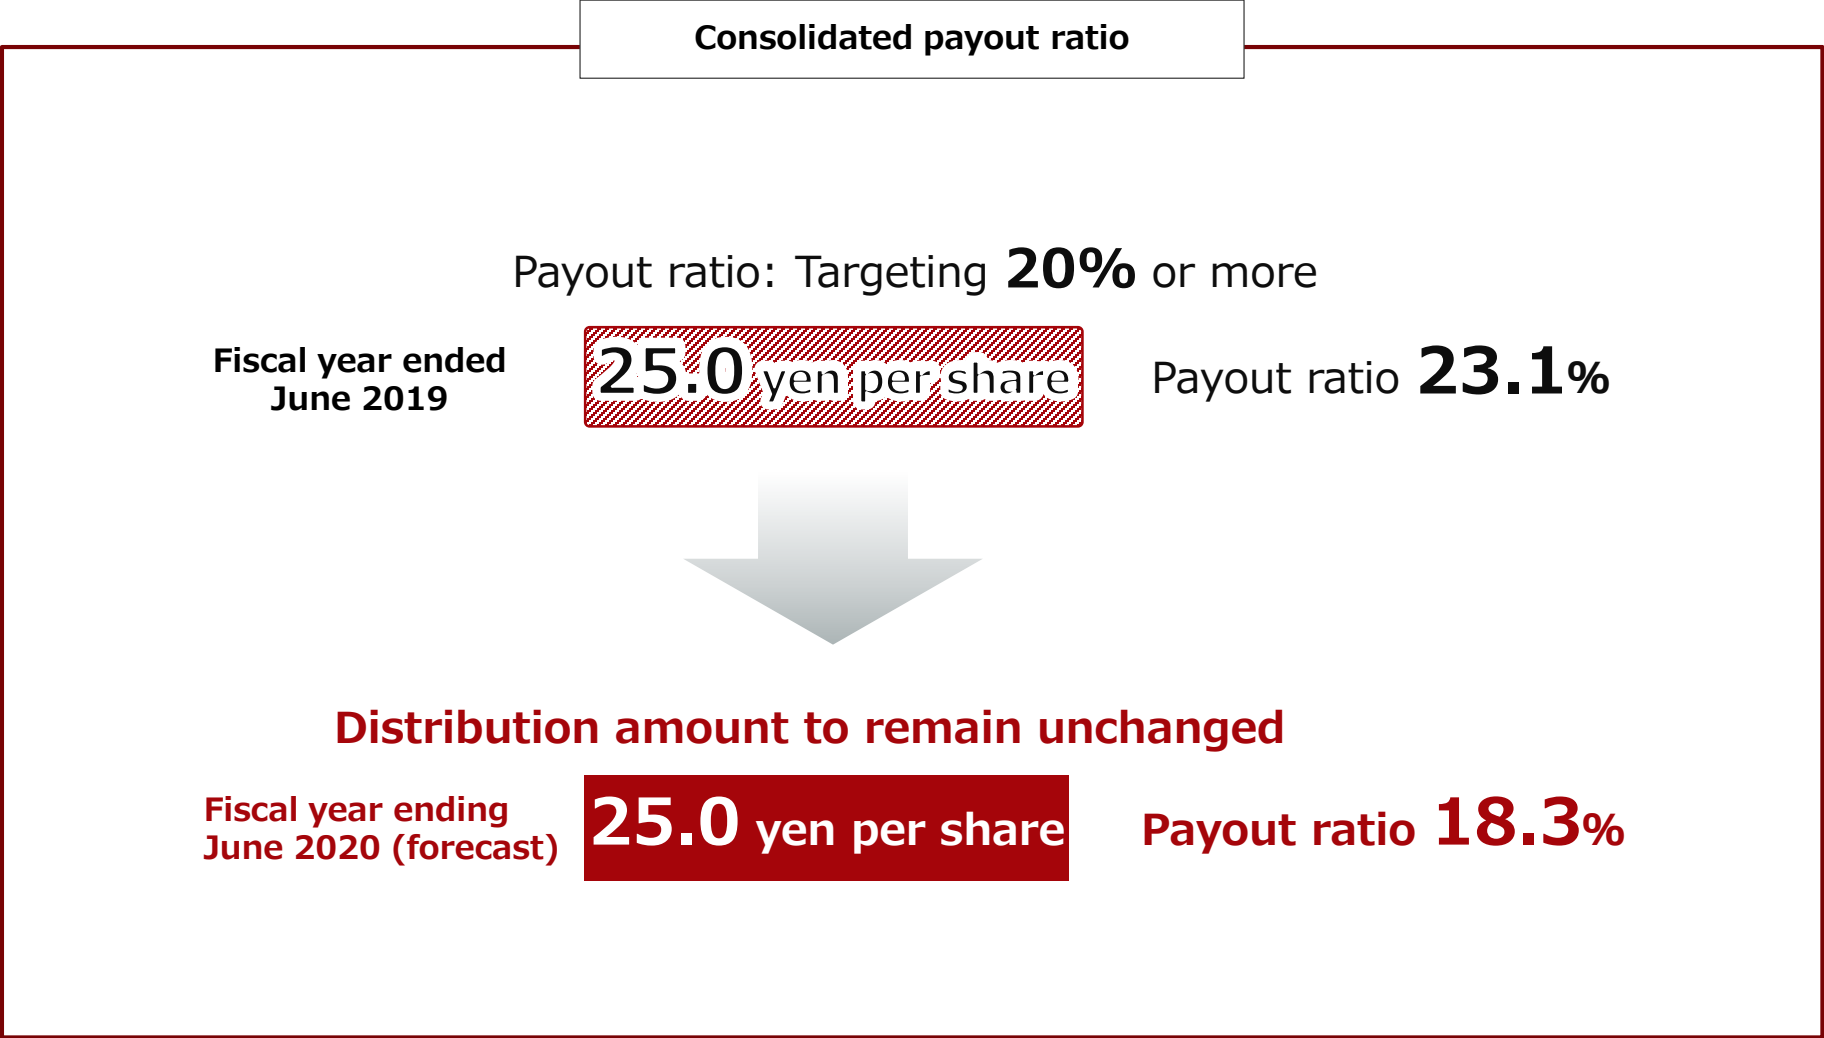 Consolidated payout ratio
Payout ratio: Targeting 20% or more
Fiscal year ended
June 2019
25.0 yen per share
Payout ratio 23.1%
Distribution amount to remain unchanged
Fiscal year ending
June 2020 (forecast)
25.0 yen per share
Payout ratio 18.3%